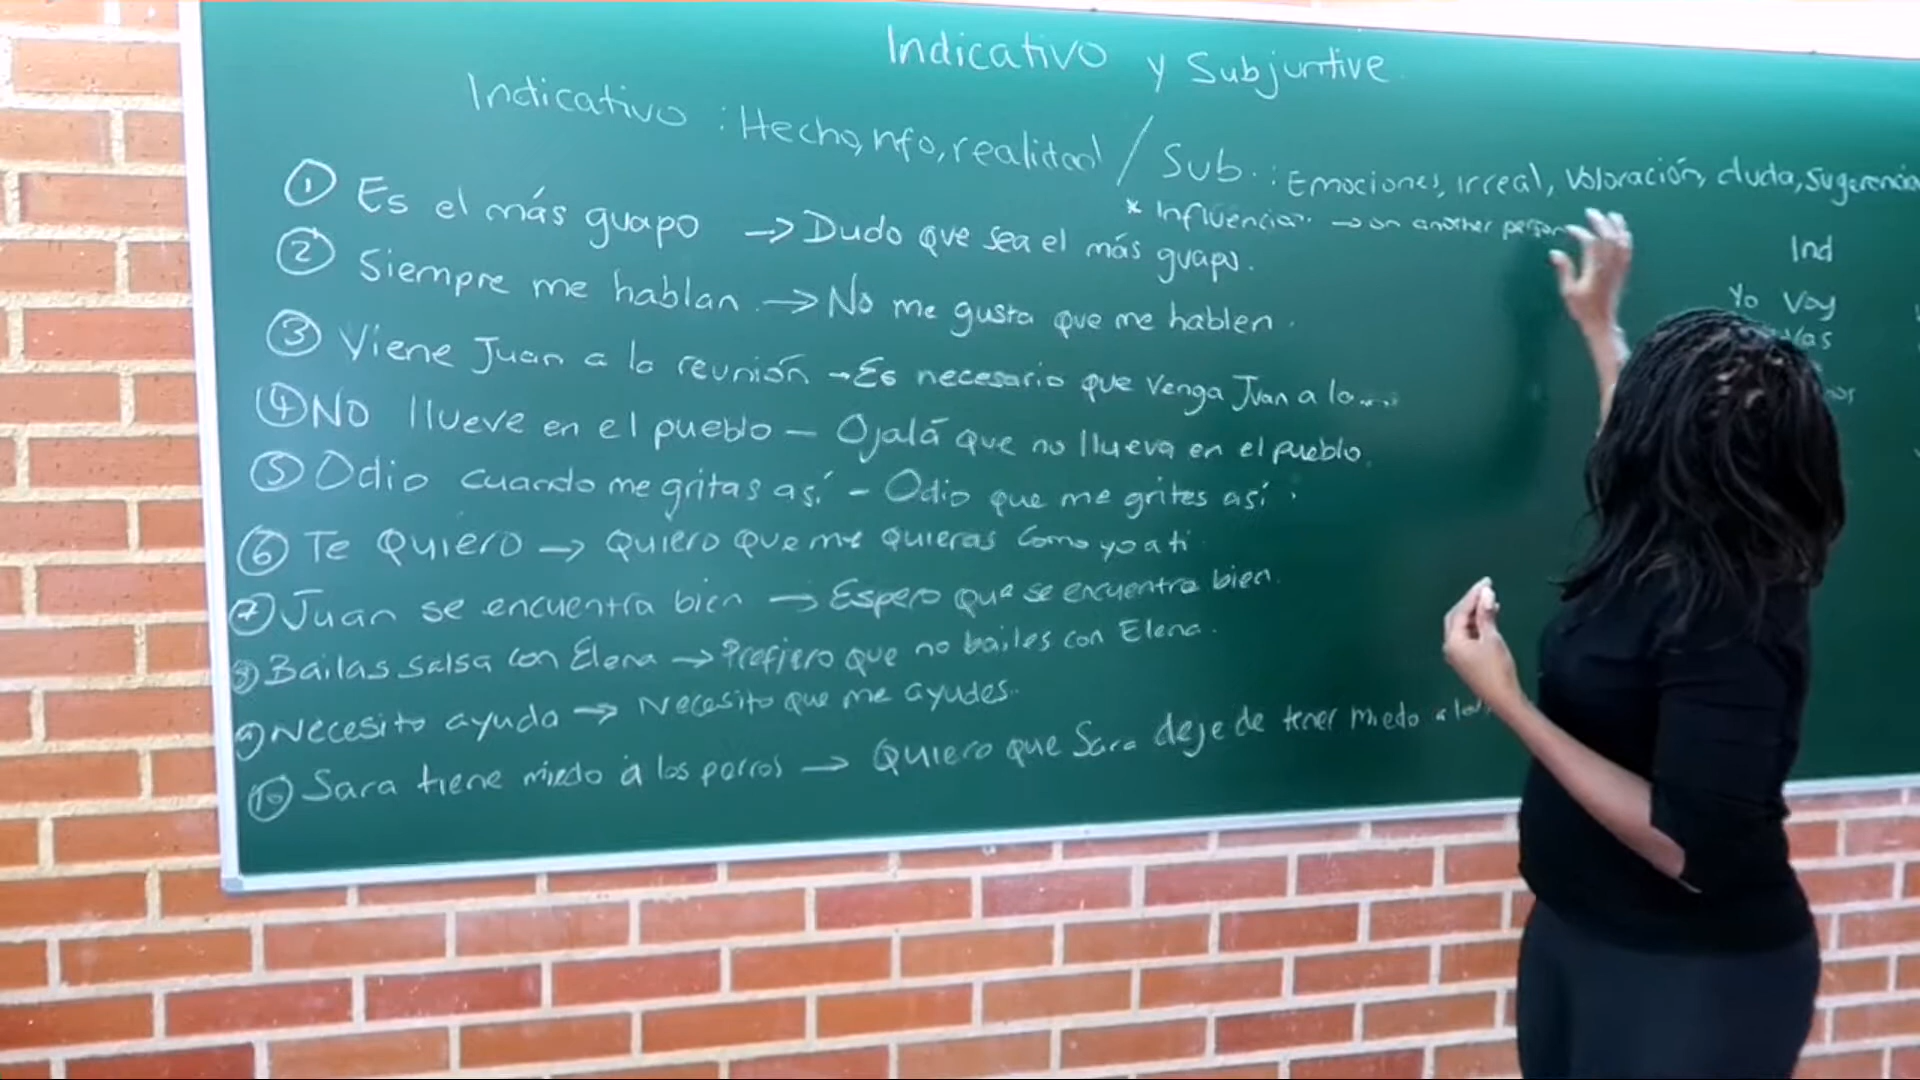 Indicativo y Subjuntive
Indicativo : Hecho, nfo, realidad / Sub. : Emociones, irreal, Valoración, duda, sugerencia
* Influencia → on another person
① Es el más guapo → Dudo que sea el más guapo.
② Siempre me hablan → No me gusta que me hablen.
③ Viene Juan a la reunión - Es necesario que venga Juan a la....
④ No llueve en el pueblo - Ojalá que no llueva en el pueblo.
⑤ Odio cuando me gritas así - Odio que me grites así.
⑥ Te quiero → Quiero que me quieras como yo a ti
⑦ Juan se encuentra bien → Espero que se encuentre bien.
⑧ Bailas salsa con Elena → Prefiero que no bailes con Elena.
⑨ Necesito ayuda → Necesito que me ayudes.
⑩ Sara tiene miedo a los perros → Quiero que Sara deje de tener miedo a los
Ind
Yo Voy
Vas